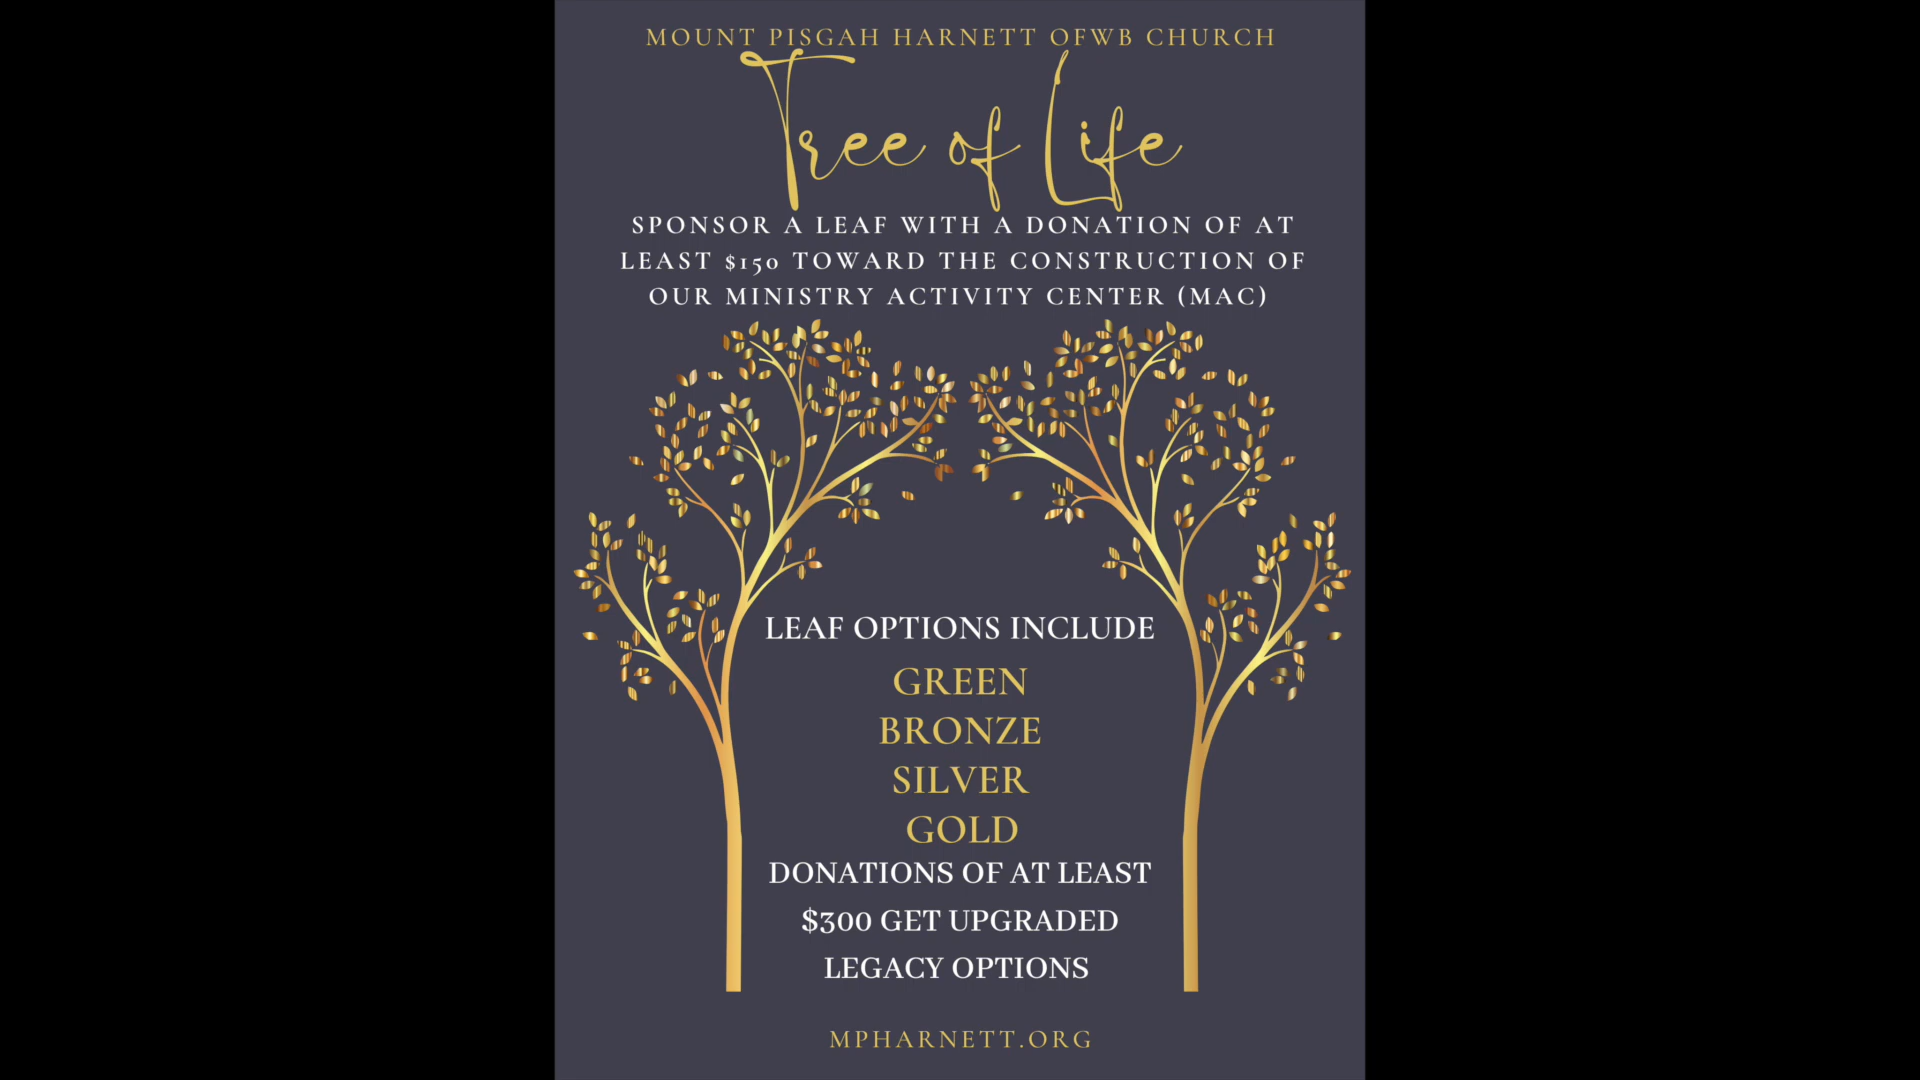 MOUNT PISGAH HARNETT OFWB CHURCH
Tree of Life
SPONSOR A LEAF WITH A DONATION OF AT
LEAST $150 TOWARD THE CONSTRUCTION OF
OUR MINISTRY ACTIVITY CENTER (MAC)
LEAF OPTIONS INCLUDE
GREEN
BRONZE
SILVER
GOLD
DONATIONS OF AT LEAST
$300 GET UPGRADED
LEGACY OPTIONS
MPHARNETT.ORG